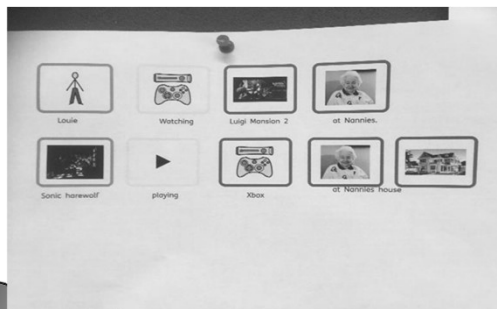 Louie Watching Luigi Mansion 2 at Nannies.
Sonic harewolf playing Xbox at Nannies house